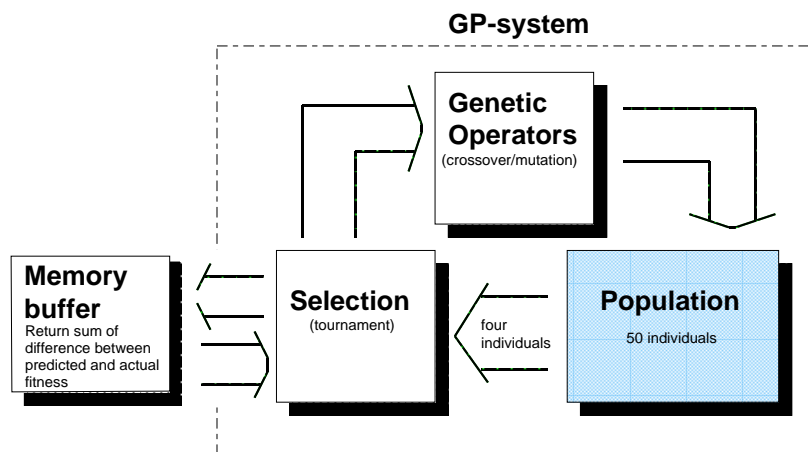 GP-system
Genetic
Operators
(crossover/mutation)
Memory
buffer
Return sum of
difference between
predicted and actual
fitness
Selection
(tournament)
four
individuals
Population
50 individuals